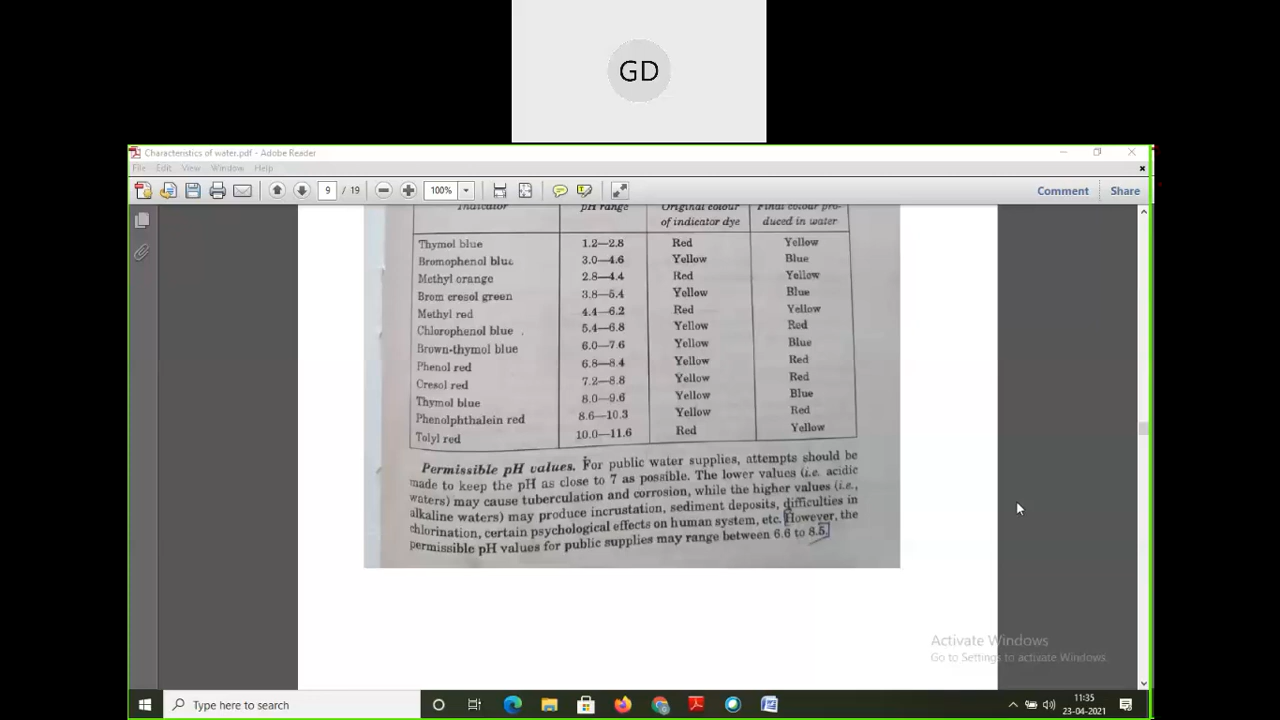 GD
Characteristics of water.pdf - Adobe Reader
File Edit View Window Help
9 / 19 100% Comment Share
Indicator pH range Original colour of indicator dye Final colour produced in water
Thymol blue 1.2—2.8 Red Yellow
Bromophenol blue 3.0—4.6 Yellow Blue
Methyl orange 2.8—4.4 Red Yellow
Brom cresol green 3.8—5.4 Yellow Blue
Methyl red 4.4—6.2 Red Yellow
Chlorophenol blue 5.4—6.8 Yellow Red
Brown-thymol blue 6.0—7.6 Yellow Blue
Phenol red 6.8—8.4 Yellow Red
Cresol red 7.2—8.8 Yellow Red
Thymol blue 8.0—9.6 Yellow Blue
Phenolphthalein red 8.6—10.3 Yellow Red
Tolyl red 10.0—11.6 Red Yellow
Permissible pH values. For public water supplies, attempts should be
made to keep the pH as close to 7 as possible. The lower values (i.e. acidic
waters) may cause tuberculation and corrosion, while the higher values (i.e.,
alkaline waters) may produce incrustation, sediment deposits, difficulties in
chlorination, certain psychological effects on human system, etc. However, the
permissible pH values for public supplies may range between 6.6 to 8.5.
Activate Windows
Go to Settings to activate Windows.
Type here to search
11:35
23-04-2021